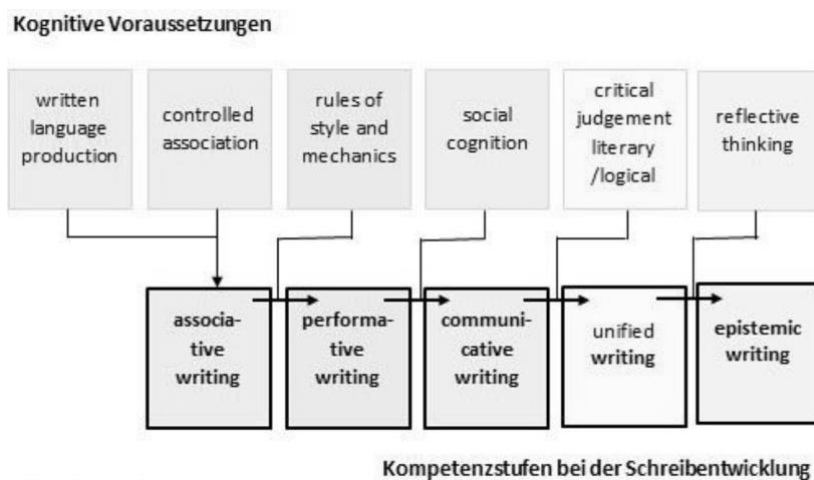 Kognitive Voraussetzungen
written
language
production
controlled
association
rules of
style and
mechanics
social
cognition
critical
judgement
literary
/logical
reflective
thinking
associa-
tive
writing
performa-
tive
writing
communi-
cative
writing
unified
writing
epistemic
writing
Kompetenzstufen bei der Schreibentwicklung